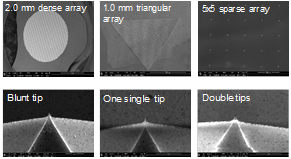 2.0 mm dense array
1.0 mm triangular
array
5x5 sparse array
Blunt tip
One single tip
Double tips